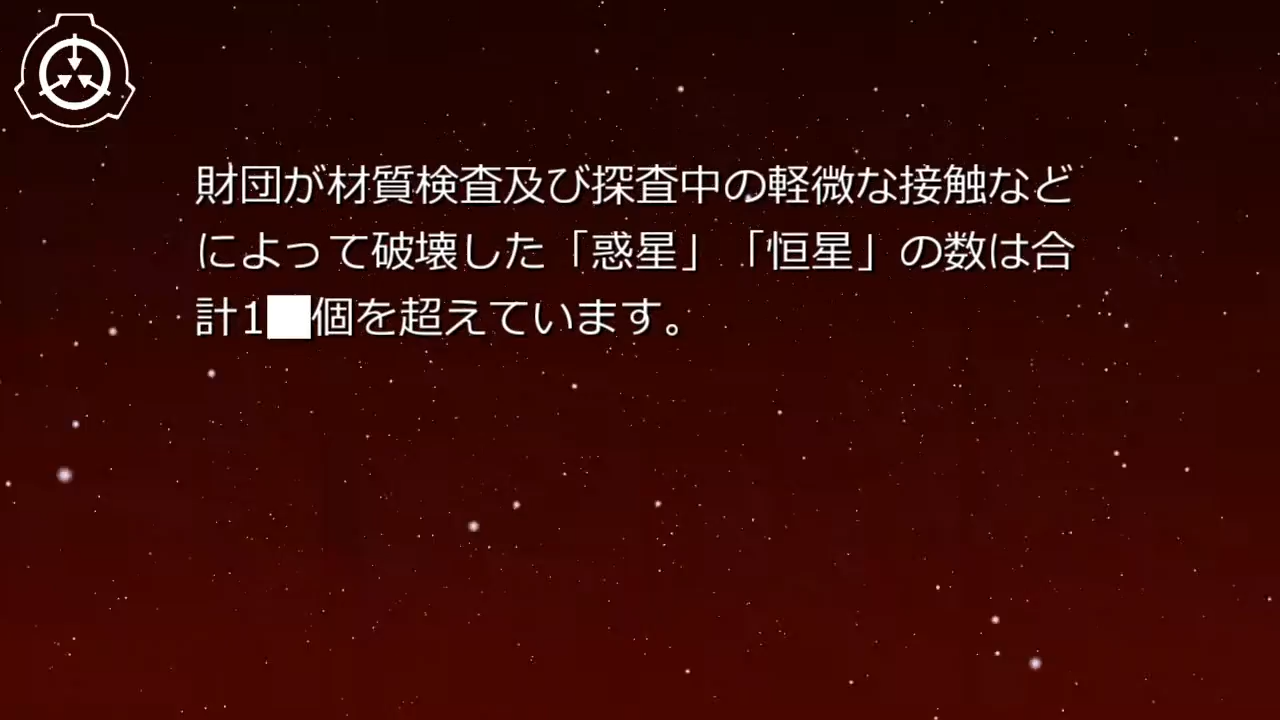 財団が材質検査及び探査中の軽微な接触など
によって破壊した「惑星」「恒星」の数は合
計1█個を超えています。